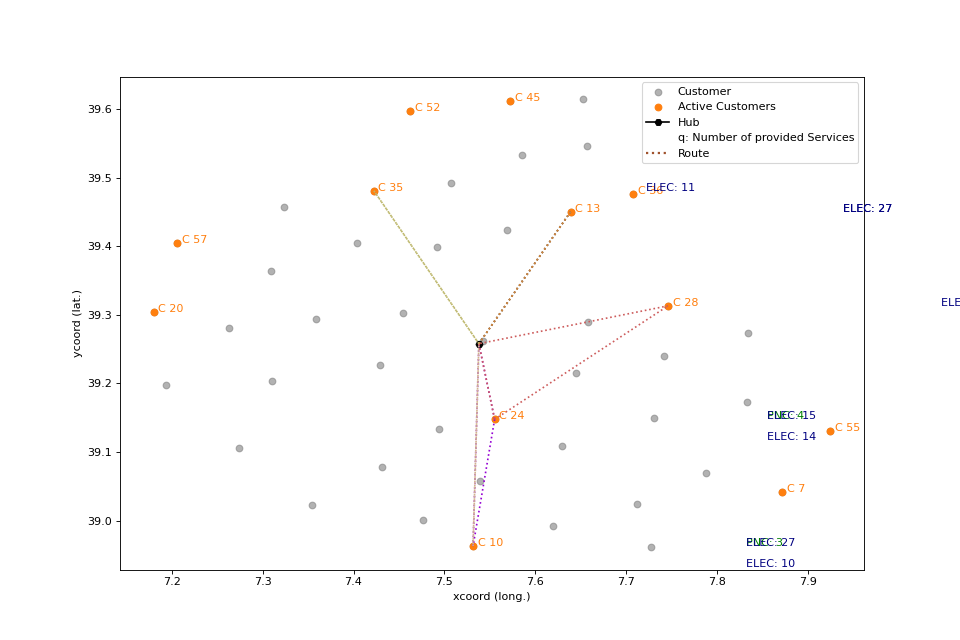 C 52
C 45
Customer
Active Customers
Hub
q: Number of provided Services
Route
C 35
ELEC: 11
C 13
ELEC: 27
C 57
C 20
C 28
C 24
ELEC: 15
ELEC: 14
C 55
C 7
C 10
ELEC: 27
ELEC: 10
39.6
39.5
39.4
39.3
39.2
39.1
39.0
ycoord (lat.)
7.2 7.3 7.4 7.5 7.6 7.7 7.8 7.9
xcoord (long.)